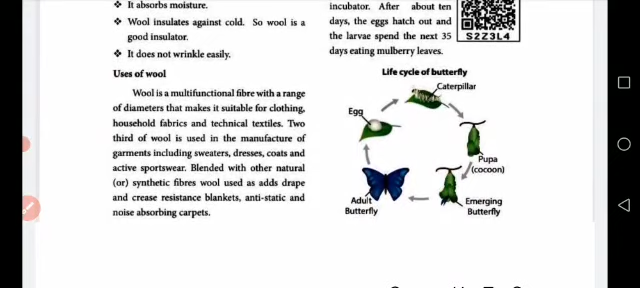 ❖ It absorbs moisture.
❖ Wool insulates against cold. So wool is a
good insulator.
❖ It does not wrinkle easily.
Uses of wool
Wool is a multifunctional fibre with a range
of diameters that makes it suitable for clothing,
household fabrics and technical textiles. Two
third of wool is used in the manufacture of
garments including sweaters, dresses, coats and
active sportswear. Blended with other natural
(or) synthetic fibres wool used as adds drape
and crease resistance blankets, anti-static and
noise absorbing carpets.
incubator. After about ten
days, the eggs hatch out and
the larvae spend the next 35
days eating mulberry leaves.
S2Z3L4
Life cycle of butterfly
Caterpillar
Egg
Pupa
(cocoon)
Adult
Butterfly
Emerging
Butterfly